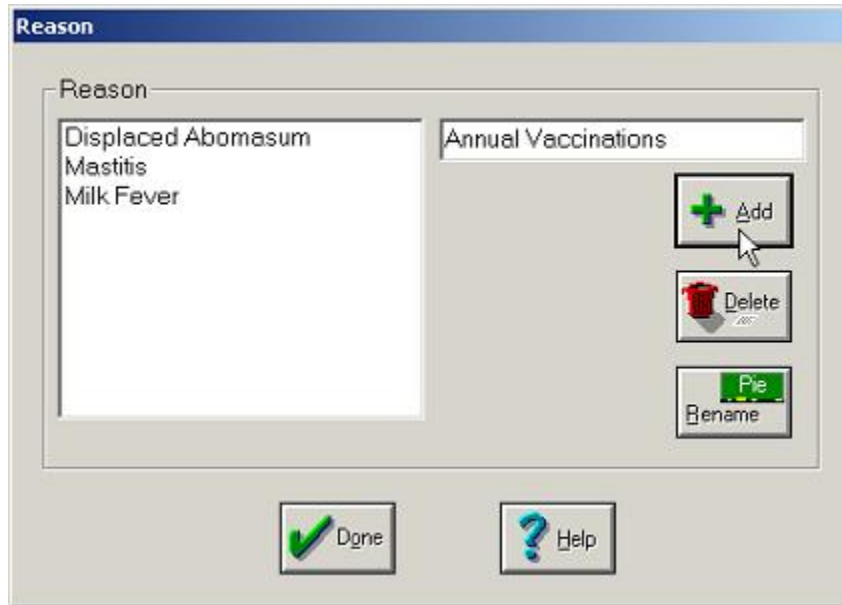 Reason
Reason
Displaced Abomasum
Mastitis
Milk Fever
Annual Vaccinations
Add
Delete
Pie
Rename
Done
Help